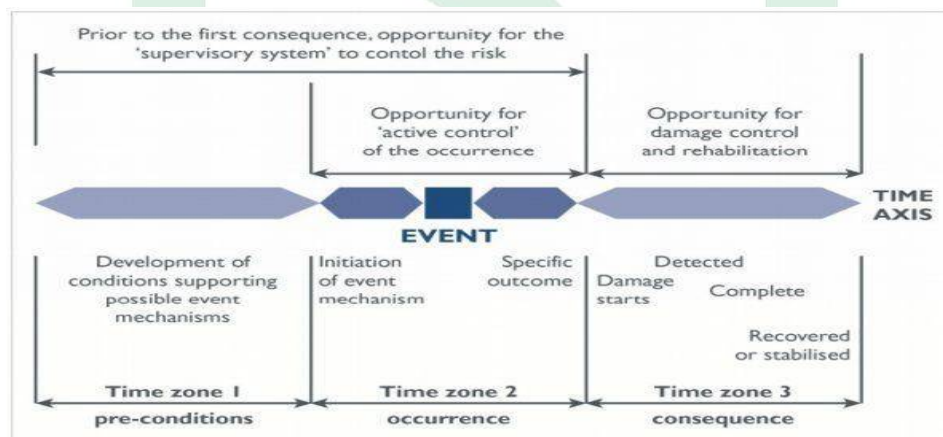 Prior to the first consequence, opportunity for the
'supervisory system' to contol the risk
Opportunity for
'active control'
of the occurrence
Opportunity for
damage control
and rehabilitation
TIME
AXIS
EVENT
Development of
conditions supporting
possible event
mechanisms
Initiation
of event
mechanism
Specific
outcome
Detected
Damage
starts
Complete
Recovered
or stabilised
Time zone 1
pre-conditions
Time zone 2
occurrence
Time zone 3
consequence